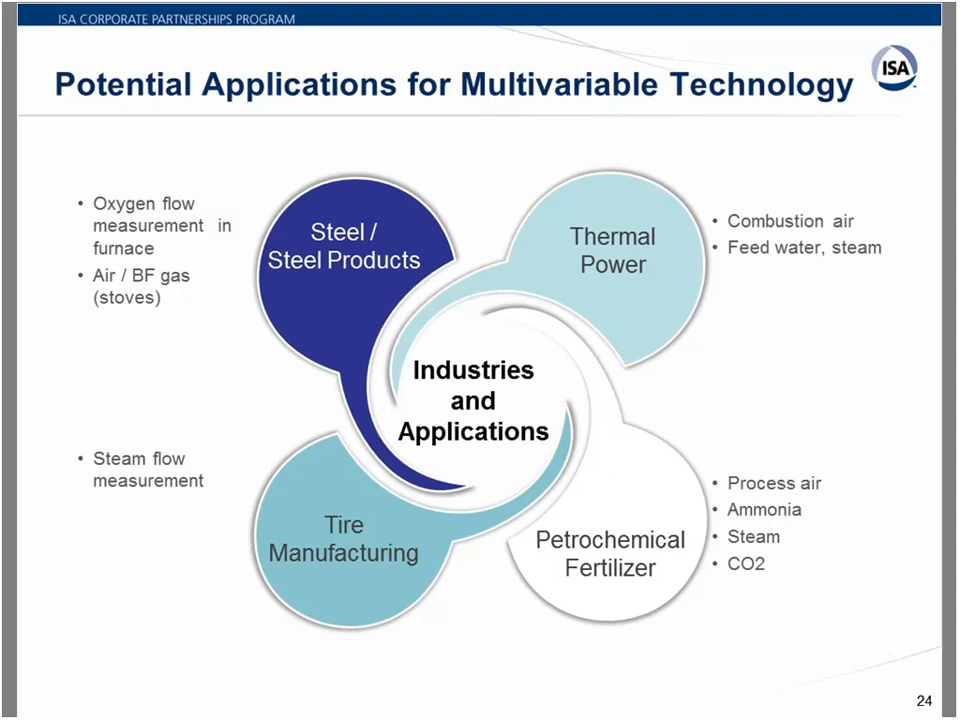 ISA CORPORATE PARTNERSHIPS PROGRAM
Potential Applications for Multivariable Technology
ISA
• Oxygen flow
measurement in
furnace
• Air / BF gas
(stoves)
Steel /
Steel Products
Thermal
Power
• Combustion air
• Feed water, steam
Industries
and
Applications
• Steam flow
measurement
Tire
Manufacturing
Petrochemical
Fertilizer
• Process air
• Ammonia
• Steam
• CO2
24